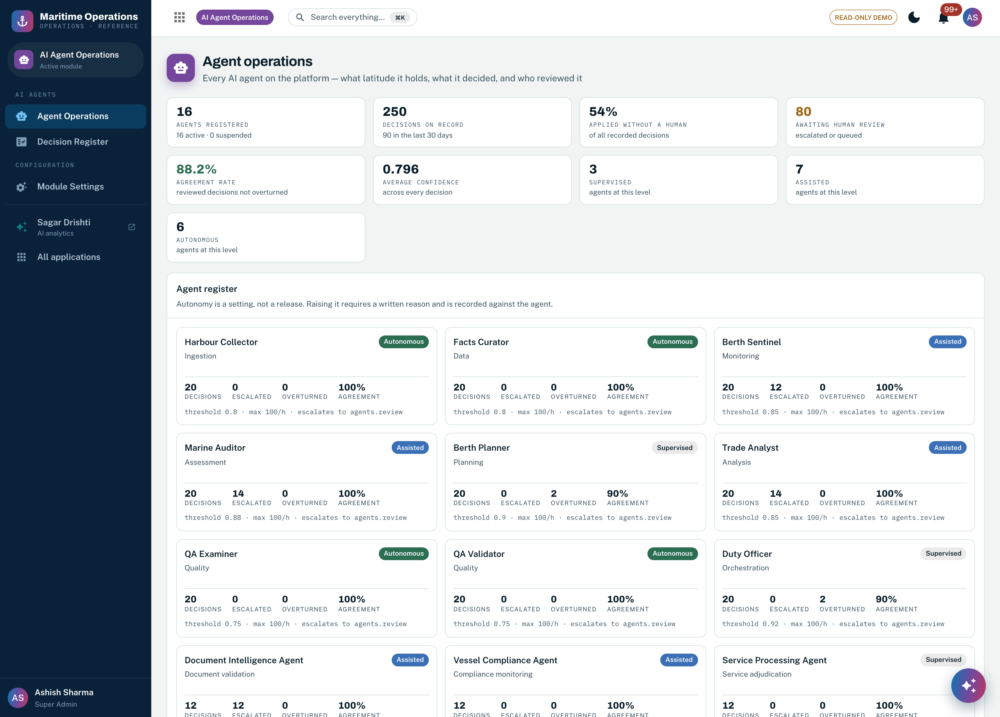 Maritime Operations
OPERATIONS · REFERENCE
AI Agent Operations
Active module
AI AGENTS
Agent Operations
Decision Register
CONFIGURATION
Module Settings
Sagar Drishti
AI analytics
All applications
Ashish Sharma
Super Admin
AS
AI Agent Operations
Search everything... ⌘K
READ-ONLY DEMO
99+
AS
Agent operations
Every AI agent on the platform — what latitude it holds, what it decided, and who reviewed it
16
AGENTS REGISTERED
16 active · 0 suspended
250
DECISIONS ON RECORD
90 in the last 30 days
54%
APPLIED WITHOUT A HUMAN
of all recorded decisions
80
AWAITING HUMAN REVIEW
escalated or queued
88.2%
AGREEMENT RATE
reviewed decisions not overturned
0.796
AVERAGE CONFIDENCE
across every decision
3
SUPERVISED
agents at this level
7
ASSISTED
agents at this level
6
AUTONOMOUS
agents at this level
Agent register
Autonomy is a setting, not a release. Raising it requires a written reason and is recorded against the agent.
Harbour Collector Autonomous
Ingestion
20 0 0 100%
DECISIONS ESCALATED OVERTURNED AGREEMENT
threshold 0.8 · max 100/h · escalates to agents.review
Facts Curator Autonomous
Data
20 0 0 100%
DECISIONS ESCALATED OVERTURNED AGREEMENT
threshold 0.8 · max 100/h · escalates to agents.review
Berth Sentinel Assisted
Monitoring
20 12 0 100%
DECISIONS ESCALATED OVERTURNED AGREEMENT
threshold 0.85 · max 100/h · escalates to agents.review
Marine Auditor Assisted
Assessment
20 14 0 100%
DECISIONS ESCALATED OVERTURNED AGREEMENT
threshold 0.88 · max 100/h · escalates to agents.review
Berth Planner Supervised
Planning
20 0 2 90%
DECISIONS ESCALATED OVERTURNED AGREEMENT
threshold 0.9 · max 100/h · escalates to agents.review
Trade Analyst Assisted
Analysis
20 14 0 100%
DECISIONS ESCALATED OVERTURNED AGREEMENT
threshold 0.85 · max 100/h · escalates to agents.review
QA Examiner Autonomous
Quality
20 0 0 100%
DECISIONS ESCALATED OVERTURNED AGREEMENT
threshold 0.75 · max 100/h · escalates to agents.review
QA Validator Autonomous
Quality
20 0 0 100%
DECISIONS ESCALATED OVERTURNED AGREEMENT
threshold 0.75 · max 100/h · escalates to agents.review
Duty Officer Supervised
Orchestration
20 0 2 90%
DECISIONS ESCALATED OVERTURNED AGREEMENT
threshold 0.92 · max 100/h · escalates to agents.review
Document Intelligence Agent Assisted
Document validation
12 12 0 100%
DECISIONS ESCALATED OVERTURNED AGREEMENT
Vessel Compliance Agent Assisted
Compliance monitoring
12 0 0 100%
DECISIONS ESCALATED OVERTURNED AGREEMENT
Service Processing Agent Supervised
Service adjudication
12 0 0 100%
DECISIONS ESCALATED OVERTURNED AGREEMENT